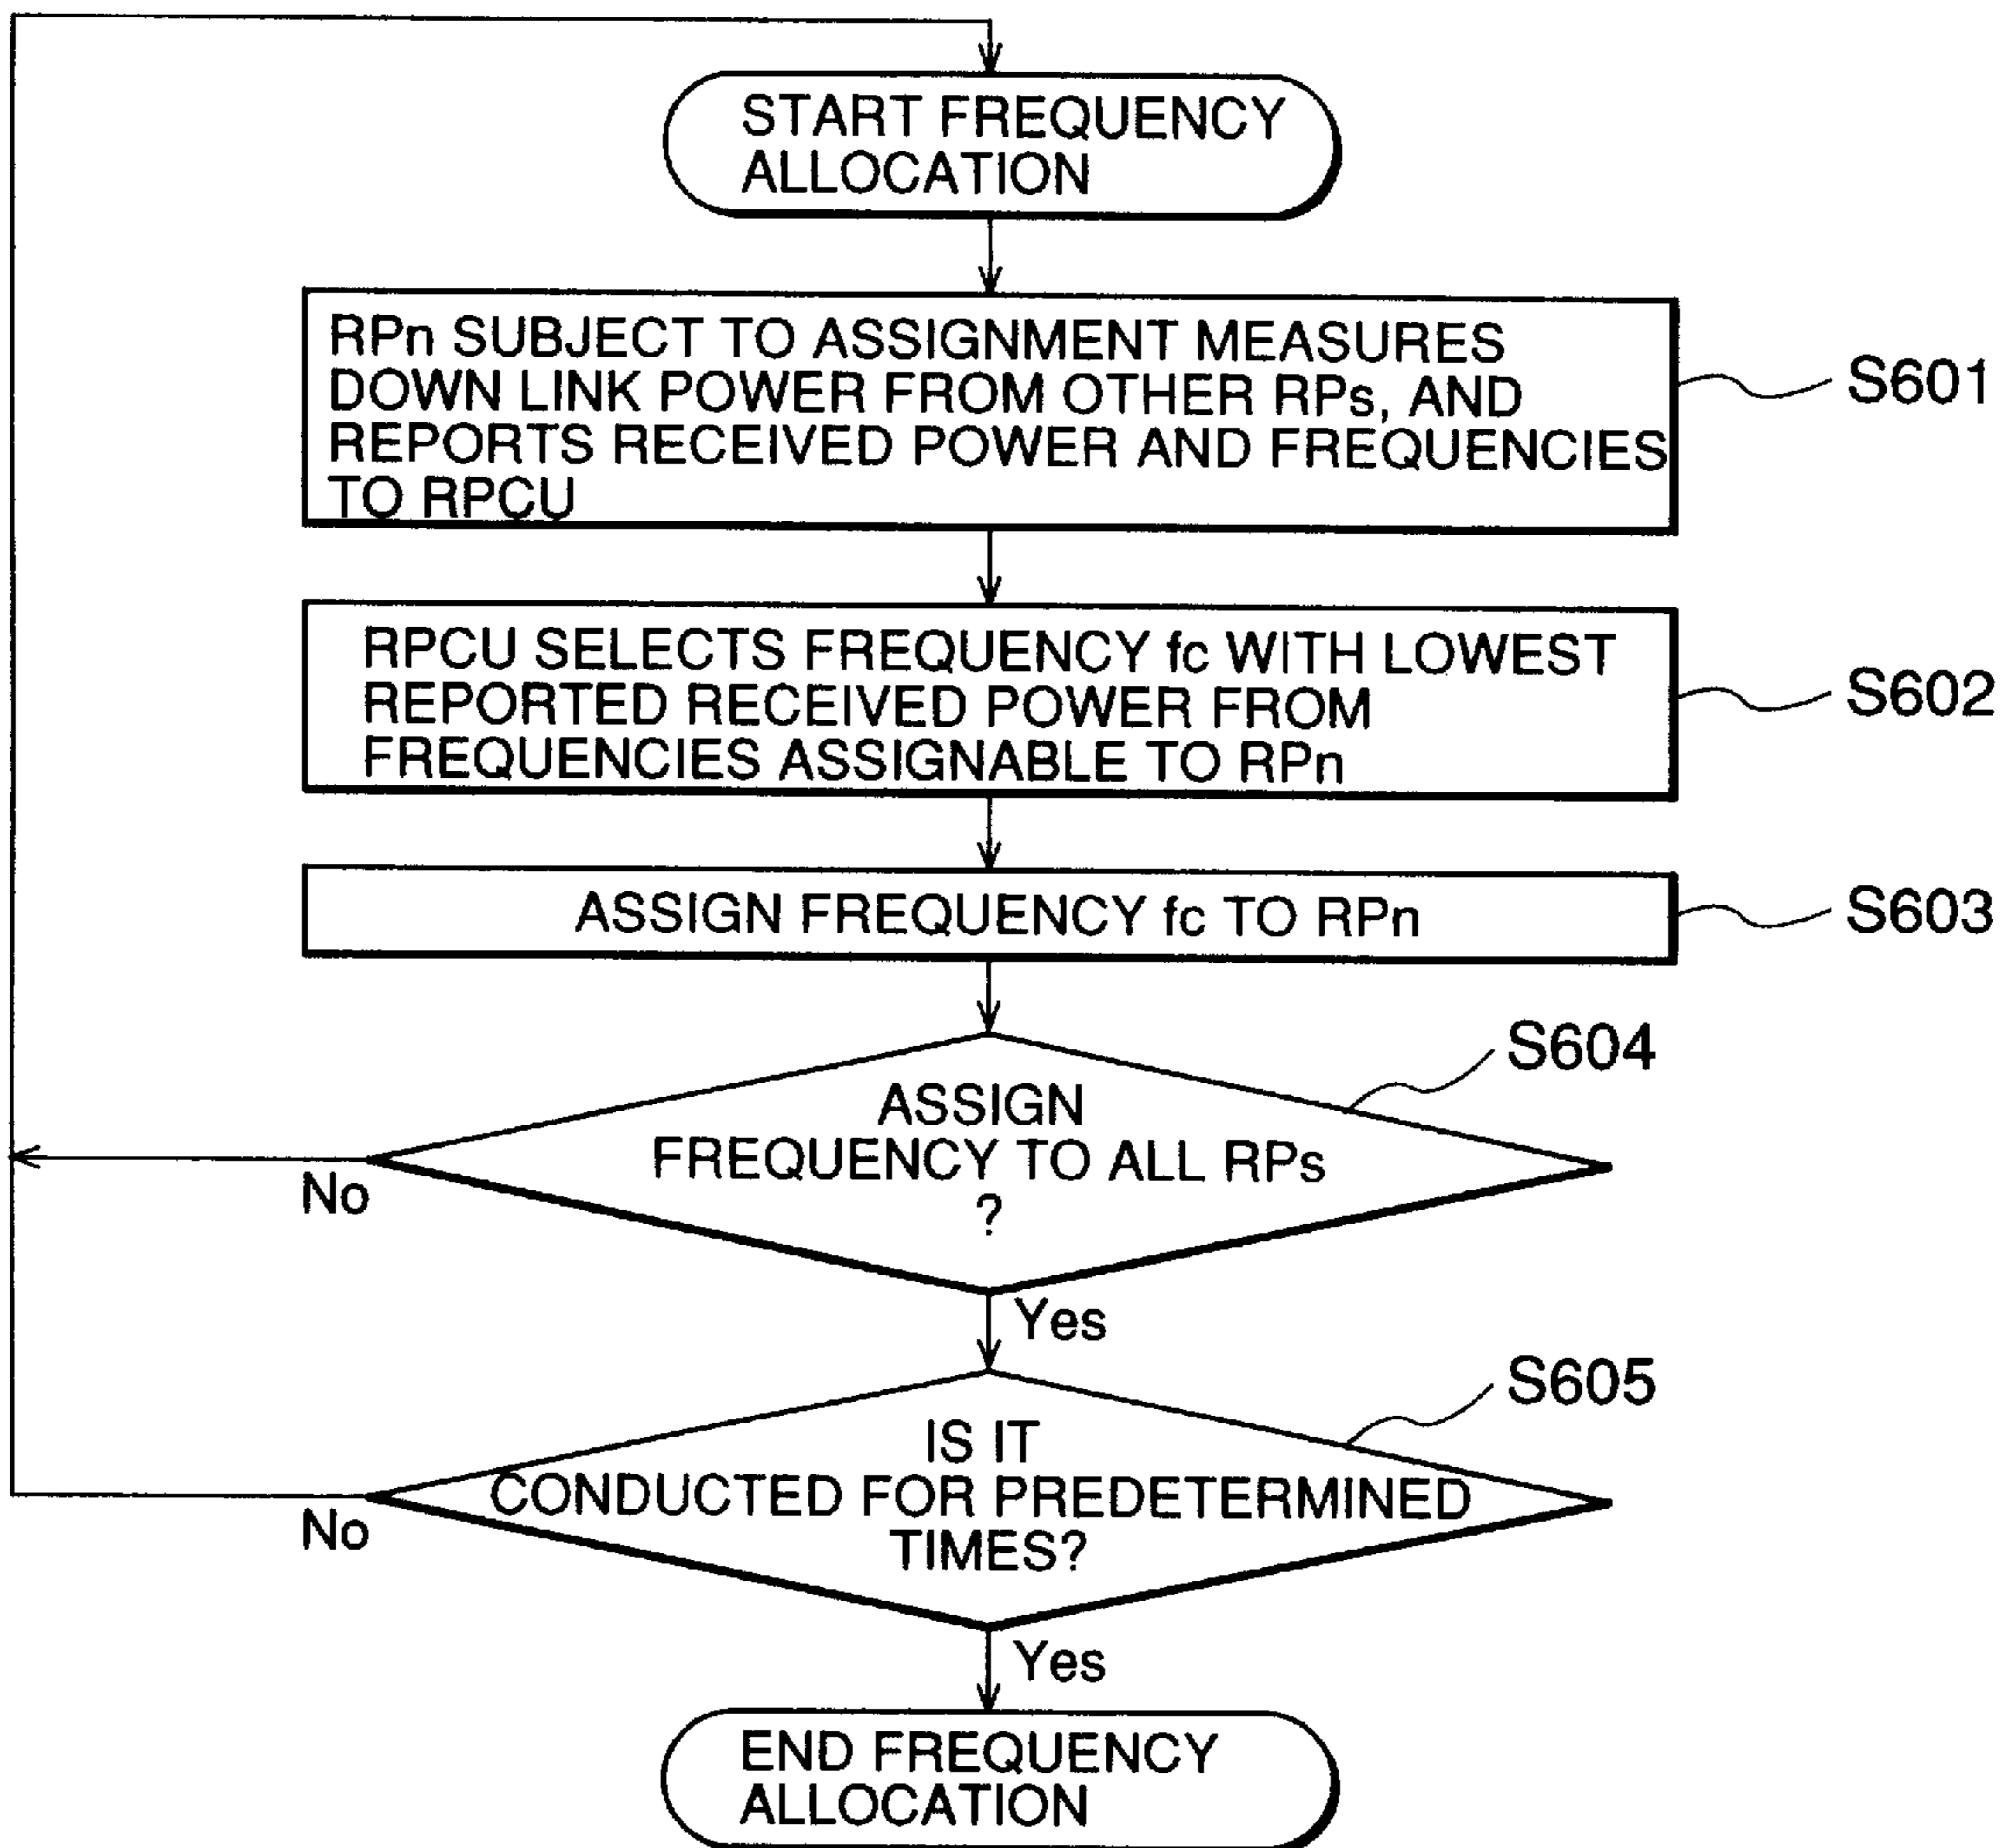 START FREQUENCY
ALLOCATION
RPn SUBJECT TO ASSIGNMENT MEASURES
DOWN LINK POWER FROM OTHER RPs, AND
REPORTS RECEIVED POWER AND FREQUENCIES
TO RPCU
S601
RPCU SELECTS FREQUENCY fc WITH LOWEST
REPORTED RECEIVED POWER FROM
FREQUENCIES ASSIGNABLE TO RPn
S602
ASSIGN FREQUENCY fc TO RPn
S603
S604
ASSIGN
FREQUENCY TO ALL RPs
?
No
Yes
S605
IS IT
CONDUCTED FOR PREDETERMINED
TIMES?
No
Yes
END FREQUENCY
ALLOCATION